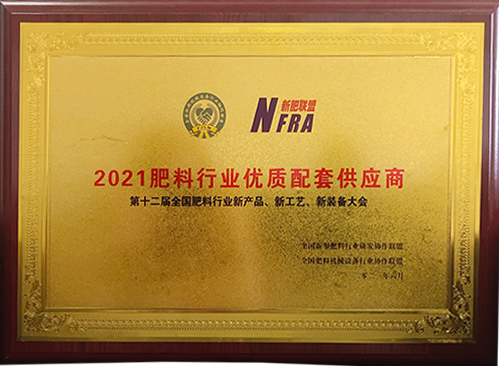 新肥联盟
NFRA
2021肥料行业优质配套供应商
第十二届全国肥料行业新产品、新工艺、新装备大会
全国新型肥料行业研发协作联盟
全国肥料机械设备行业协作联盟
二零二一年六月